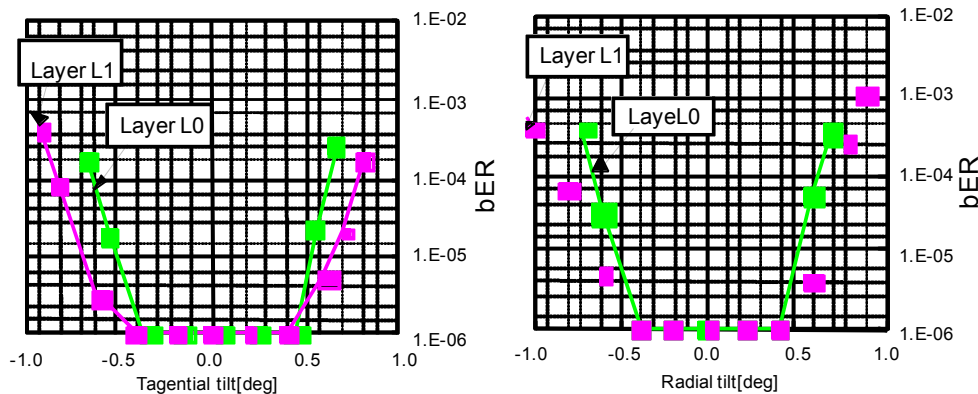 Layer L1
Layer L0
1.E-02
1.E-03
1.E-04
1.E-05
1.E-06
bER
-1.0
-0.5
0.0
0.5
1.0
Tagential tilt[deg]
Layer L1
LayeL0
1.E-02
1.E-03
1.E-04
1.E-05
1.E-06
bER
-1.0
-0.5
0.0
0.5
1.0
Radial tilt[deg]